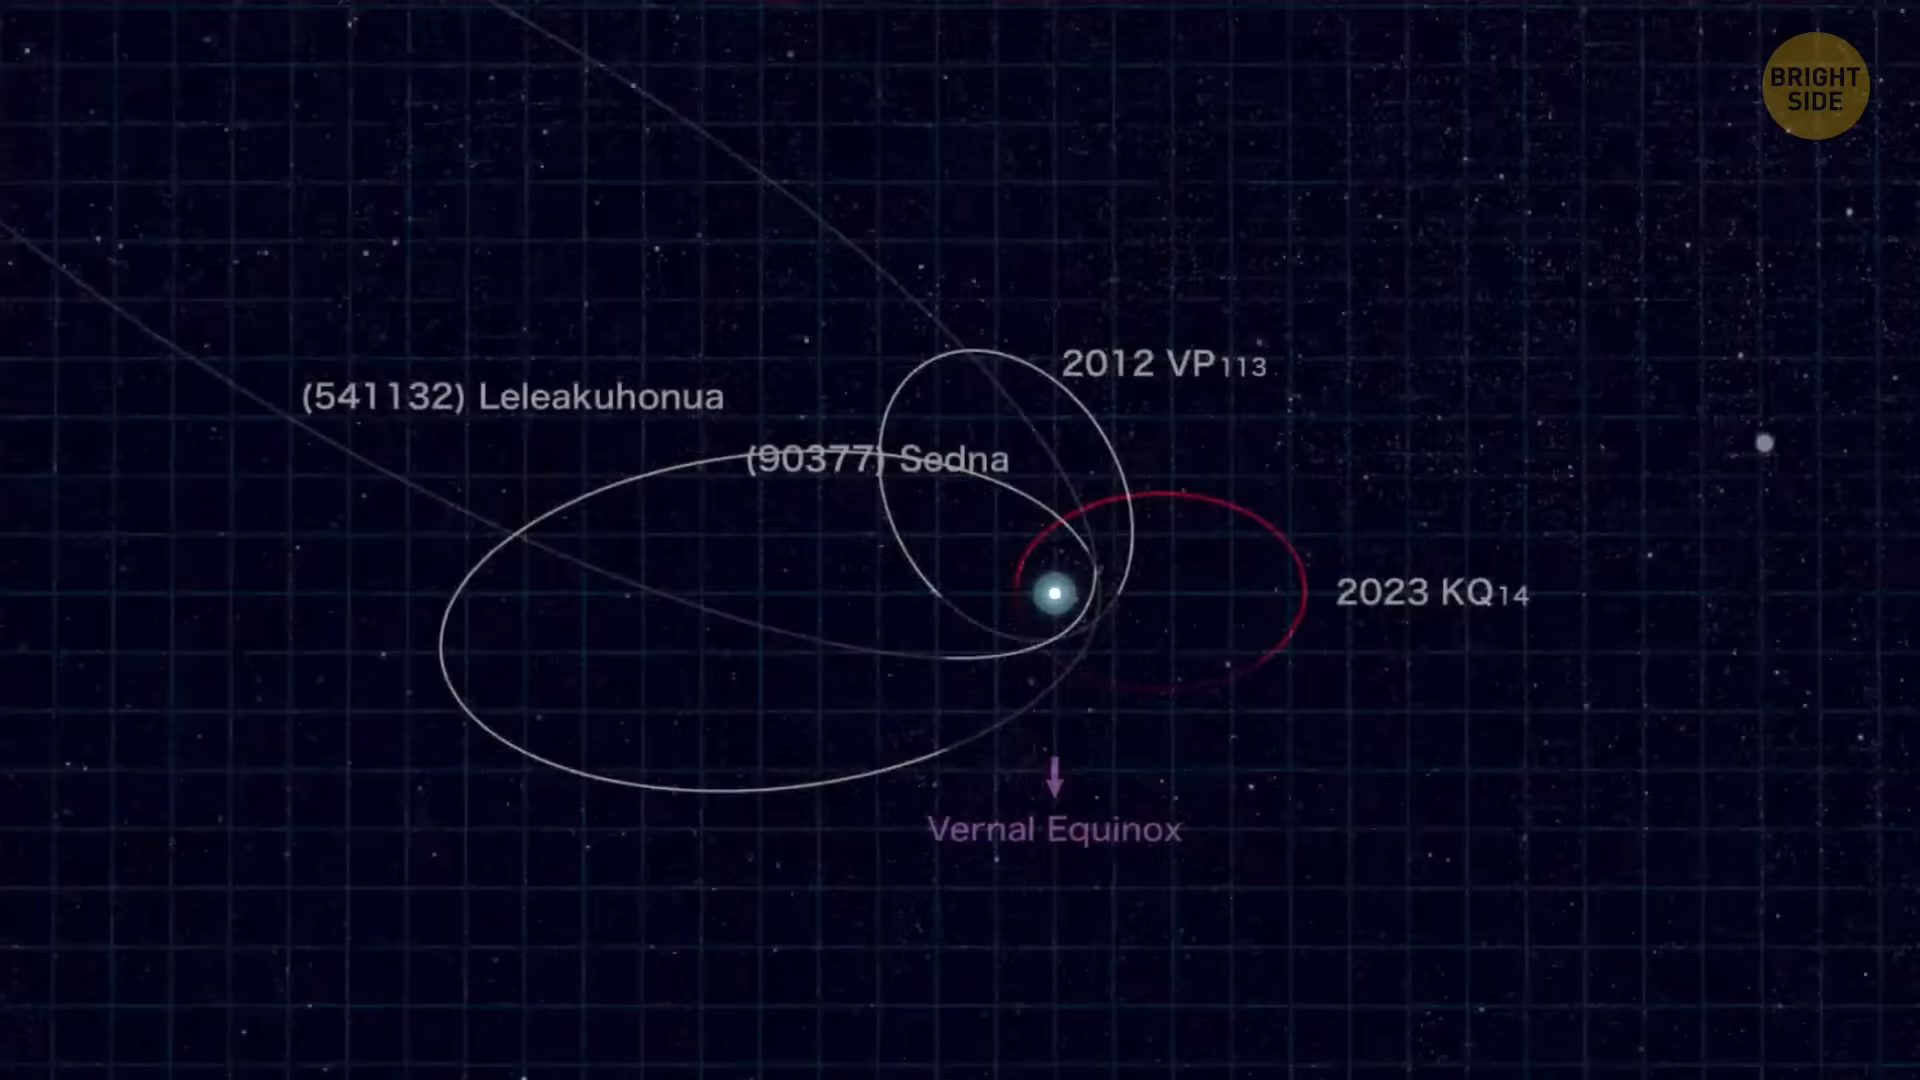 BRIGHT
SIDE
2012 VP₁₁₃
(541132) Leleakuhonua
(90377) Sedna
2023 KQ₁₄
Vernal Equinox